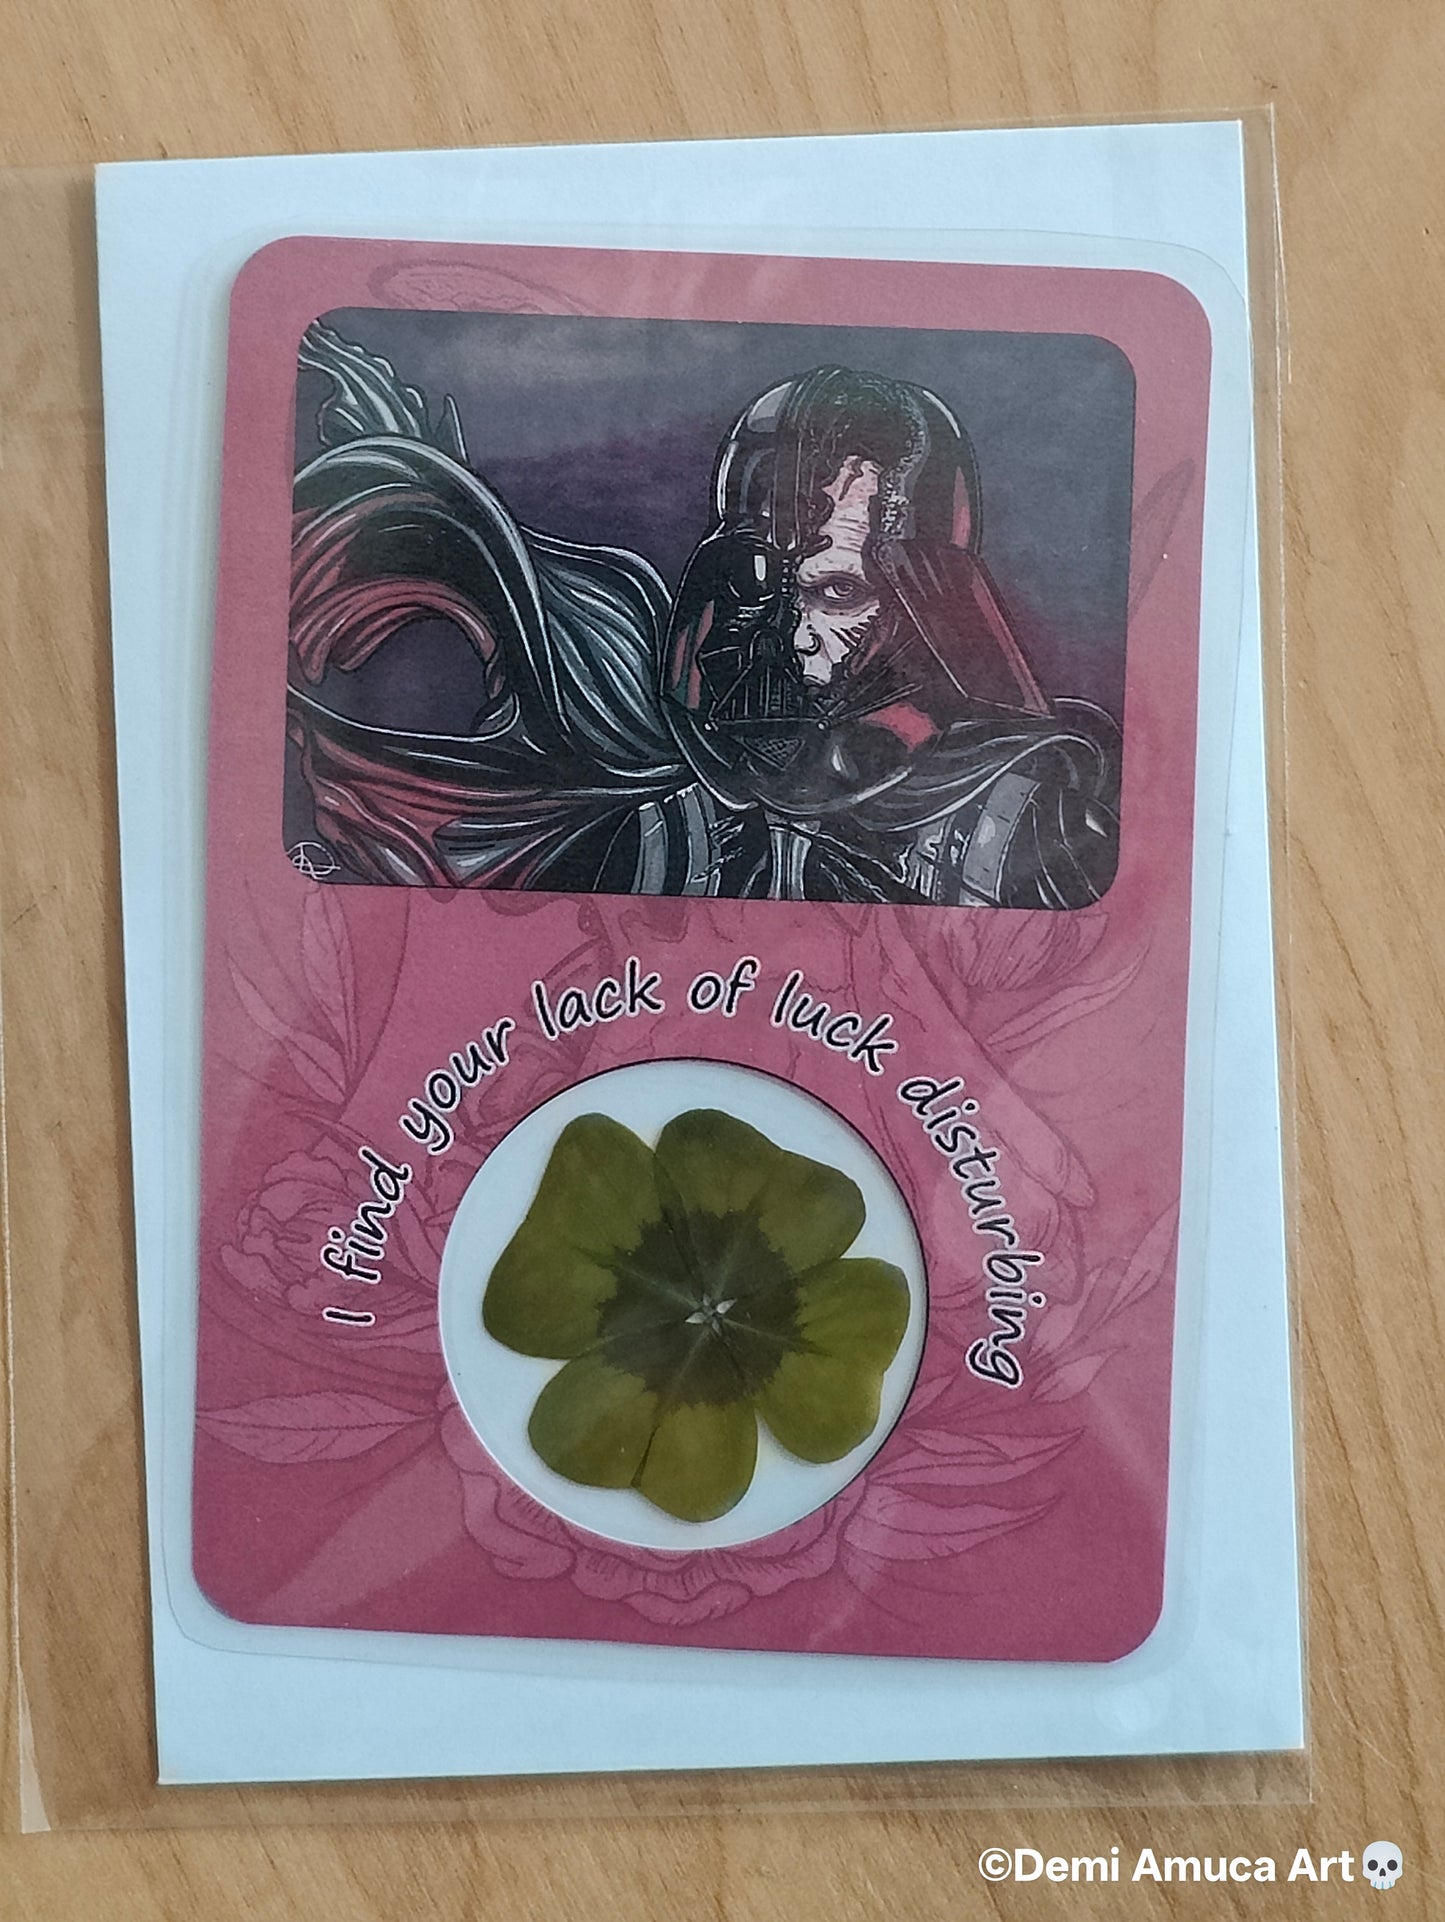 I find your lack of luck disturbing
©Demi Amuca Art💀